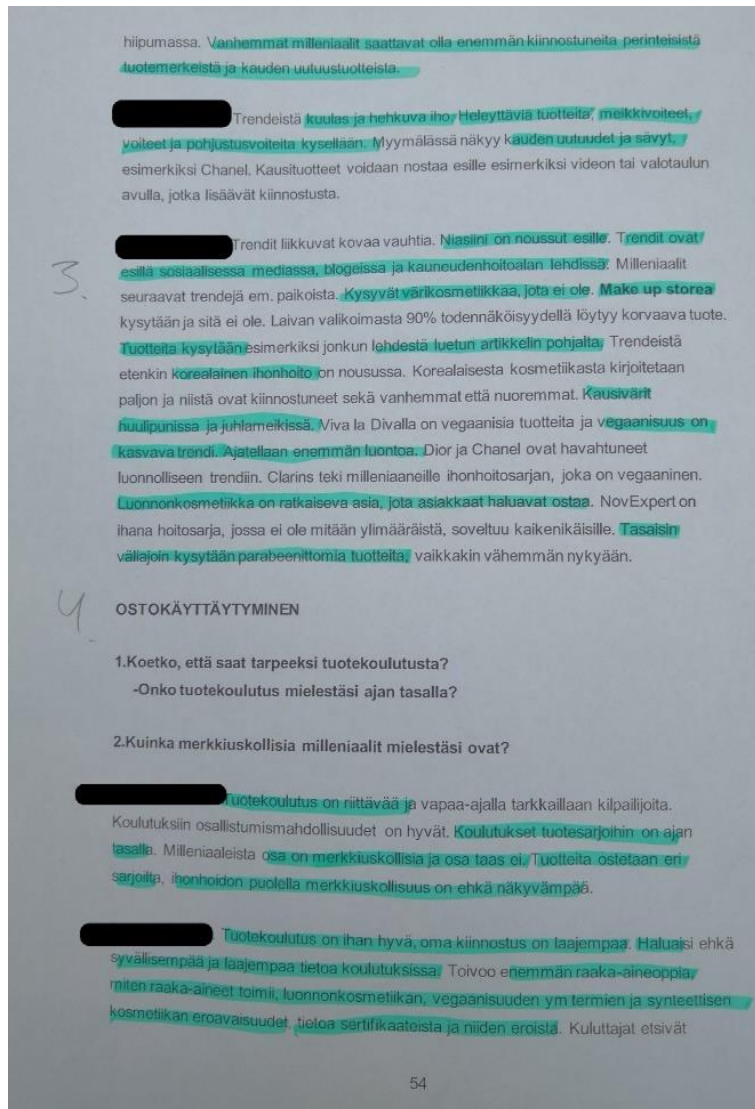 hiipumassa. Vanhemmat milleniaalit saattavat olla enemmän kiinnostuneita perinteisistä
tuotemerkeistä ja kauden uutuustuotteista.
Trendeistä kuulas ja hehkuva iho. Heleyttäviä tuotteita, meikkivoiteet,
voiteet ja pohjustusvoiteita kysellään. Myymälässä näkyy kauden uutuudet ja sävyt,
esimerkiksi Chanel. Kausituotteet voidaan nostaa esille esimerkiksi videon tai valotaulun
avulla, jotka lisäävät kiinnostusta.
Trendit liikkuvat kovaa vauhtia. Niasiini on noussut esille. Trendit ovat
3. esillä sosiaalisessa mediassa, blogeissa ja kauneudenhoitoalan lehdissä. Milleniaalit
seuraavat trendejä em. paikoista. Kysyvät värikosmetiikkaa, jota ei ole. Make up storea
kysytään ja sitä ei ole. Laivan valikoimasta 90% todennäköisyydellä löytyy korvaava tuote.
Tuotteita kysytään esimerkiksi jonkun lehdestä luetun artikkelin pohjalta. Trendeistä
etenkin korealainen ihonhoito on nousussa. Korealaisesta kosmetiikasta kirjoitetaan
paljon ja niistä ovat kiinnostuneet sekä vanhemmat että nuoremmat. Kausivärit
huulipunissa ja juhlameikissä. Viva la Divalla on vegaanisia tuotteita ja vegaanisuus on
kasvava trendi. Ajatellaan enemmän luontoa. Dior ja Chanel ovat havahtuneet
luonnolliseen trendiin. Clarins teki milleniaaneille ihonhoitosarjan, joka on vegaaninen.
Luonnonkosmetiikka on ratkaiseva asia, jota asiakkaat haluavat ostaa. NovExpert on
ihana hoitosarja, jossa ei ole mitään ylimääräistä, soveltuu kaikenikäisille. Tasaisin
väliajoin kysytään parabeenittomia tuotteita, vaikkakin vähemmän nykyään.
4. OSTOKÄYTTÄYTYMINEN
1.Koetko, että saat tarpeeksi tuotekoulutusta?
-Onko tuotekoulutus mielestäsi ajan tasalla?
2.Kuinka merkkiuskollisia milleniaalit mielestäsi ovat?
Tuotekoulutus on riittävää ja vapaa-ajalla tarkkaillaan kilpailijoita.
Koulutuksiin osallistumismahdollisuudet on hyvät. Koulutukset tuotesarjoihin on ajan
tasalla. Milleniaaleista osa on merkkiuskollisia ja osa taas ei. Tuotteita ostetaan eri
sarjoilta, ihonhoidon puolella merkkiuskollisuus on ehkä näkyvämpää.
Tuotekoulutus on ihan hyvä, oma kiinnostus on laajempaa. Haluaisi ehkä
syvällisempää ja laajempaa tietoa koulutuksissa. Toivoo enemmän raaka-aineoppia,
miten raaka-aineet toimii, luonnonkosmetiikan, vegaanisuuden ym termien ja synteettisen
kosmetiikan eroavaisuudet, tietoa sertifikaateista ja niiden eroista. Kuluttajat etsivät
54